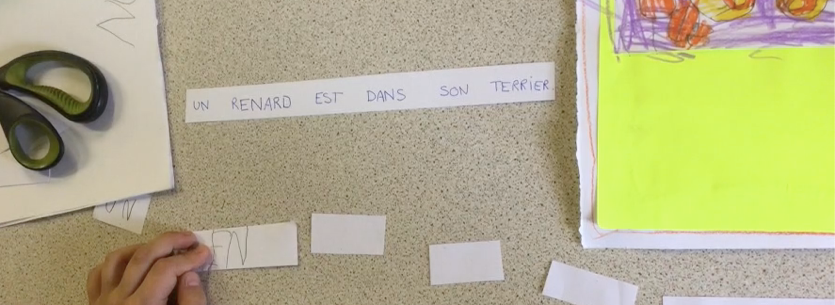 UN RENARD EST DANS SON TERRIER